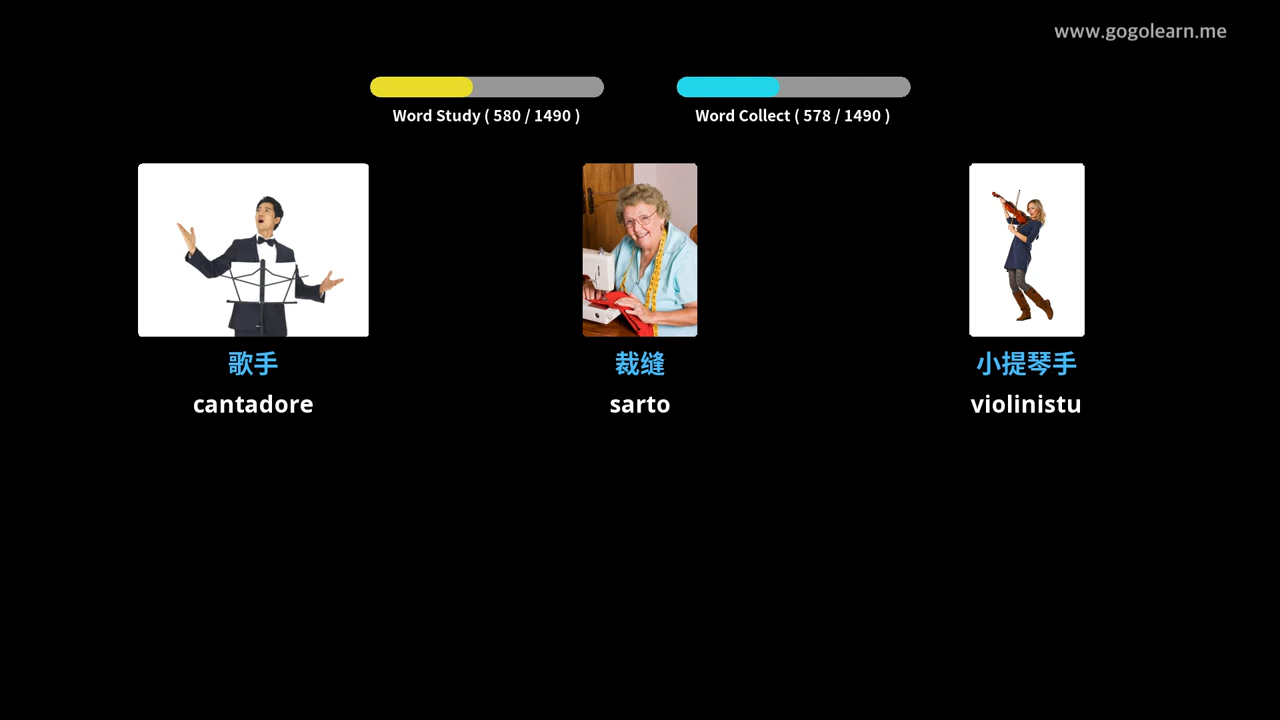 www.gogolearn.me
Word Study ( 580 / 1490 )
Word Collect ( 578 / 1490 )
歌手
裁缝
小提琴手
cantadore
sarto
violinistu